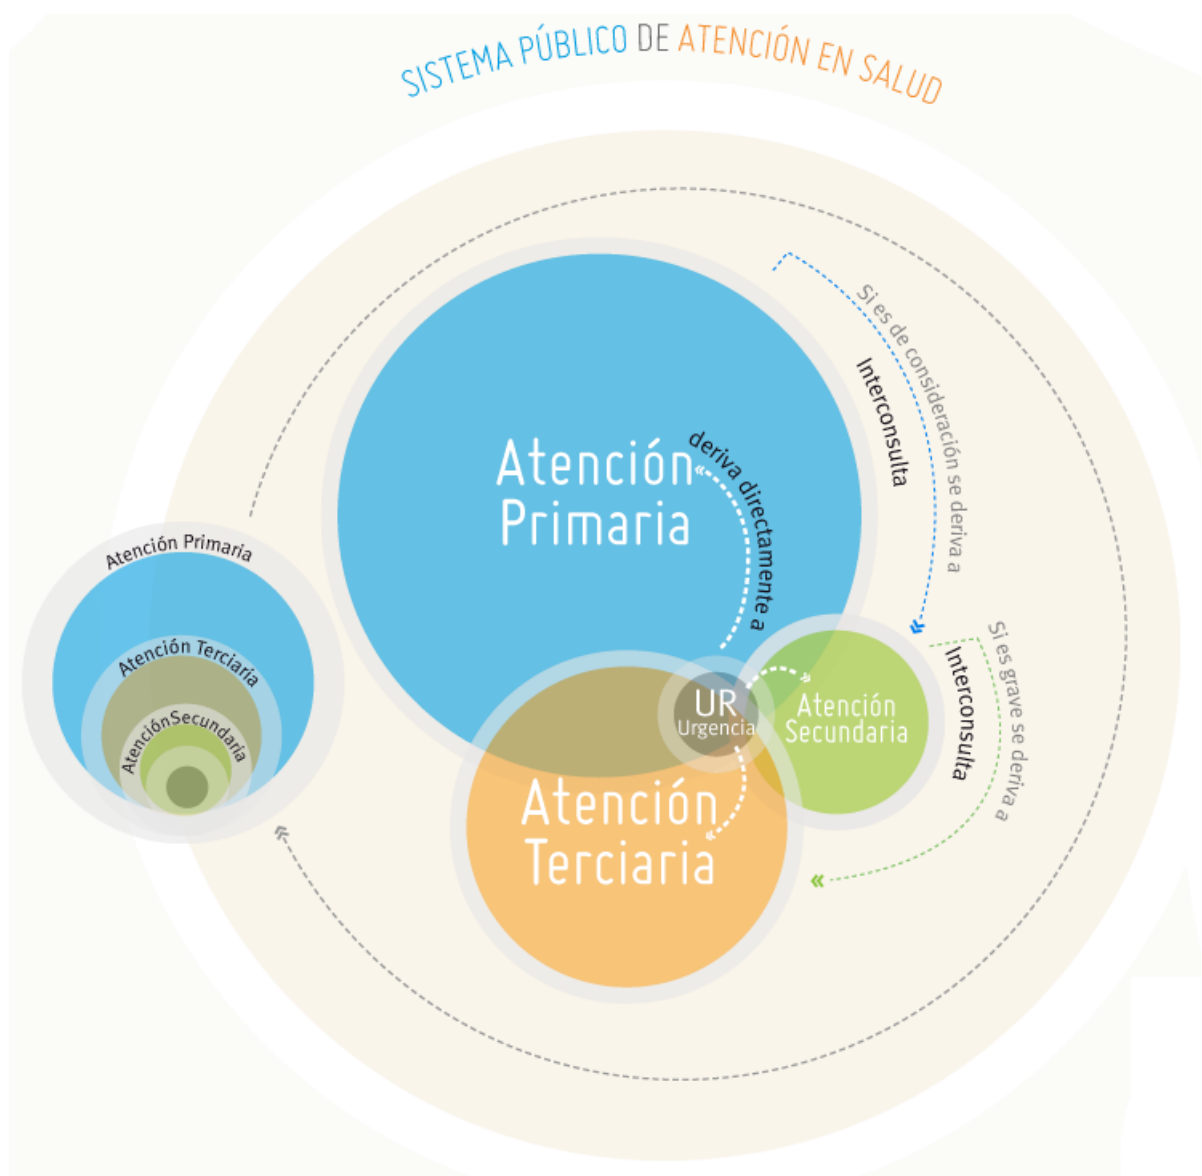 SISTEMA PÚBLICO DE ATENCIÓN EN SALUD
Si es de consideración se deriva a
Interconsulta
deriva directamente a
Atención
Primaria
Atención Primaria
Atención Terciaria
AtenciónSecundaria
UR
Urgencia
Atención
Secundaria
Si es grave se deriva a
Interconsulta
Atención
Terciaria